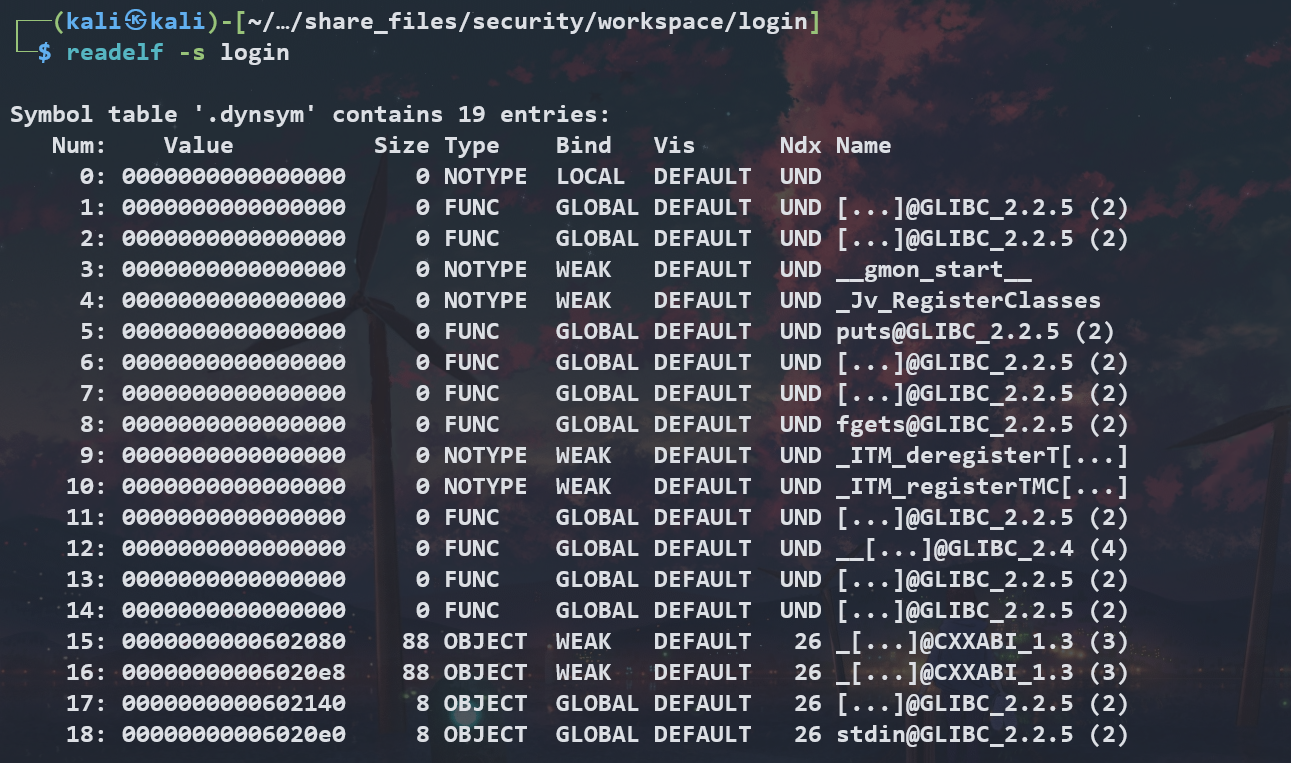 ┌──(kali㉿kali)-[~/…/share_files/security/workspace/login]
└─$ readelf -s login
Symbol table '.dynsym' contains 19 entries:
   Num:    Value          Size Type    Bind   Vis      Ndx Name
     0: 0000000000000000     0 NOTYPE  LOCAL  DEFAULT  UND
     1: 0000000000000000     0 FUNC    GLOBAL DEFAULT  UND [...]@GLIBC_2.2.5 (2)
     2: 0000000000000000     0 FUNC    GLOBAL DEFAULT  UND [...]@GLIBC_2.2.5 (2)
     3: 0000000000000000     0 NOTYPE  WEAK   DEFAULT  UND __gmon_start__
     4: 0000000000000000     0 NOTYPE  WEAK   DEFAULT  UND _Jv_RegisterClasses
     5: 0000000000000000     0 FUNC    GLOBAL DEFAULT  UND puts@GLIBC_2.2.5 (2)
     6: 0000000000000000     0 FUNC    GLOBAL DEFAULT  UND [...]@GLIBC_2.2.5 (2)
     7: 0000000000000000     0 FUNC    GLOBAL DEFAULT  UND [...]@GLIBC_2.2.5 (2)
     8: 0000000000000000     0 FUNC    GLOBAL DEFAULT  UND fgets@GLIBC_2.2.5 (2)
     9: 0000000000000000     0 NOTYPE  WEAK   DEFAULT  UND _ITM_deregisterT[...]
    10: 0000000000000000     0 NOTYPE  WEAK   DEFAULT  UND _ITM_registerTMC[...]
    11: 0000000000000000     0 FUNC    GLOBAL DEFAULT  UND [...]@GLIBC_2.2.5 (2)
    12: 0000000000000000     0 FUNC    GLOBAL DEFAULT  UND __[...]@GLIBC_2.4 (4)
    13: 0000000000000000     0 FUNC    GLOBAL DEFAULT  UND [...]@GLIBC_2.2.5 (2)
    14: 0000000000000000     0 FUNC    GLOBAL DEFAULT  UND [...]@GLIBC_2.2.5 (2)
    15: 0000000000602080    88 OBJECT  WEAK   DEFAULT   26 _[...]@CXXABI_1.3 (3)
    16: 00000000006020e8    88 OBJECT  WEAK   DEFAULT   26 _[...]@CXXABI_1.3 (3)
    17: 0000000000602140     8 OBJECT  GLOBAL DEFAULT   26 [...]@GLIBC_2.2.5 (2)
    18: 00000000006020e0     8 OBJECT  GLOBAL DEFAULT   26 stdin@GLIBC_2.2.5 (2)